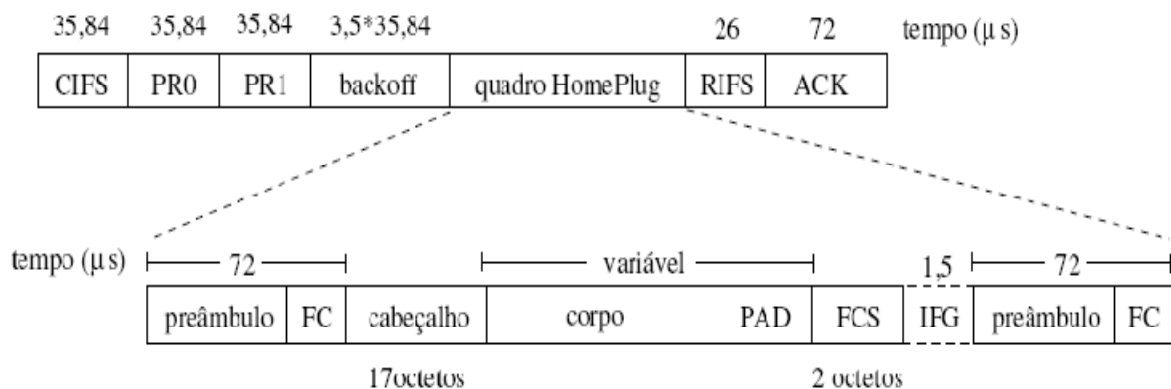 35,84 35,84 35,84 3,5*35,84 26 72 tempo (μ s)
CIFS PR0 PR1 backoff quadro HomePlug RIFS ACK
tempo (μ s) 72 variável 1,5 72
preâmbulo FC cabeçalho corpo PAD FCS IFG preâmbulo FC
17octetos 2 octetos